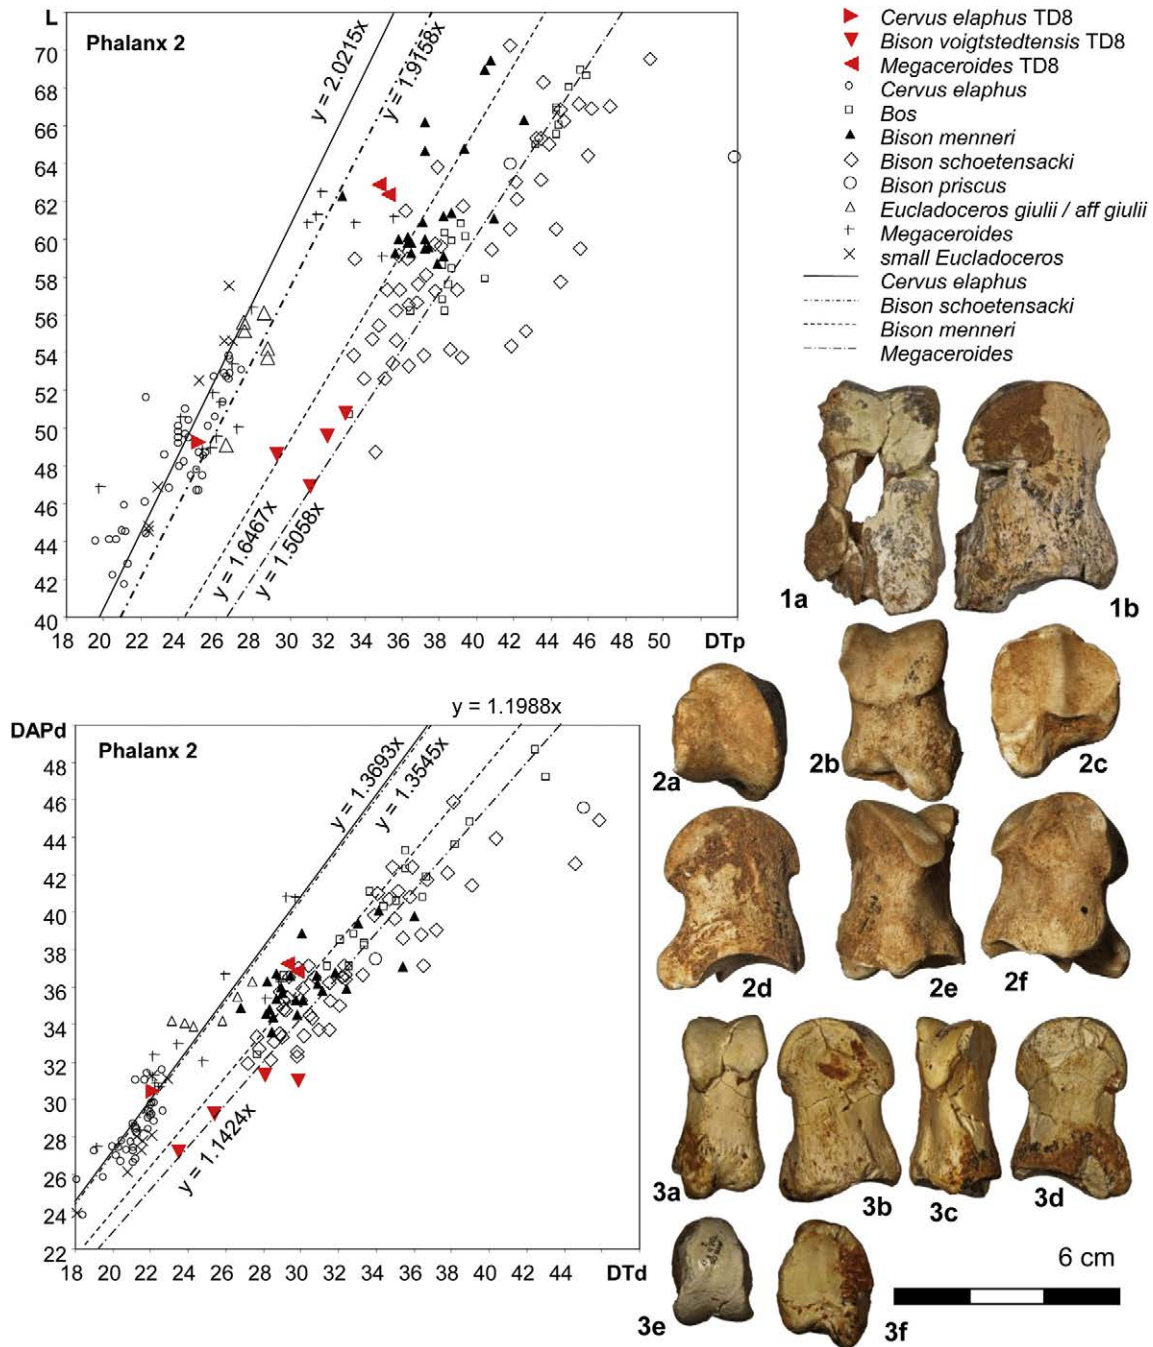 L
Phalanx 2
70
68
66
64
62
60
58
56
54
52
50
48
46
44
42
40
18 20 22 24 26 28 30 32 34 36 38 40 42 44 46 48 50 DTp
y = 2.0215x
y = 1.9158x
y = 1.6467x
y = 1.5058x
Cervus elaphus TD8
Bison voigtstedtensis TD8
Megaceroides TD8
Cervus elaphus
Bos
Bison menneri
Bison schoetensacki
Bison priscus
Eucladoceros giulii / aff giulii
Megaceroides
small Eucladoceros
Cervus elaphus
Bison schoetensacki
Bison menneri
Megaceroides
1a
1b
2a
2b
2c
2d
2e
2f
3a
3b
3c
3d
3e
3f
6 cm
DAPd
Phalanx 2
y = 1.1988x
y = 1.3693x
y = 1.3545x
y = 1.1424x
48
46
44
42
40
38
36
34
32
30
28
26
24
22
18 20 22 24 26 28 30 32 34 36 38 40 42 44 DTd